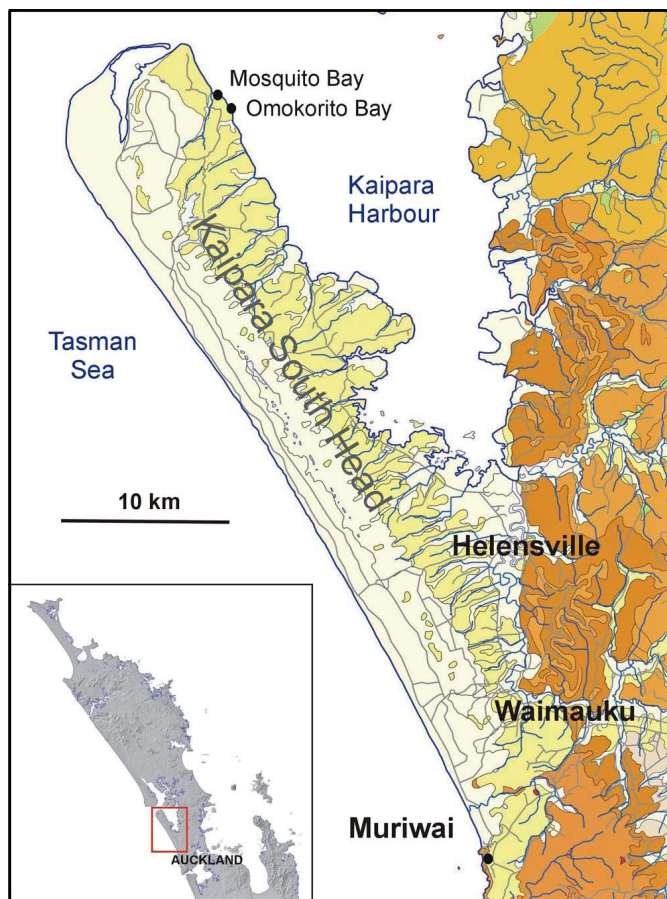 Mosquito Bay
Omokorito Bay
Kaipara
Harbour
Kaipara South Head
Tasman
Sea
10 km
Helensville
Waimauku
Muriwai
AUCKLAND